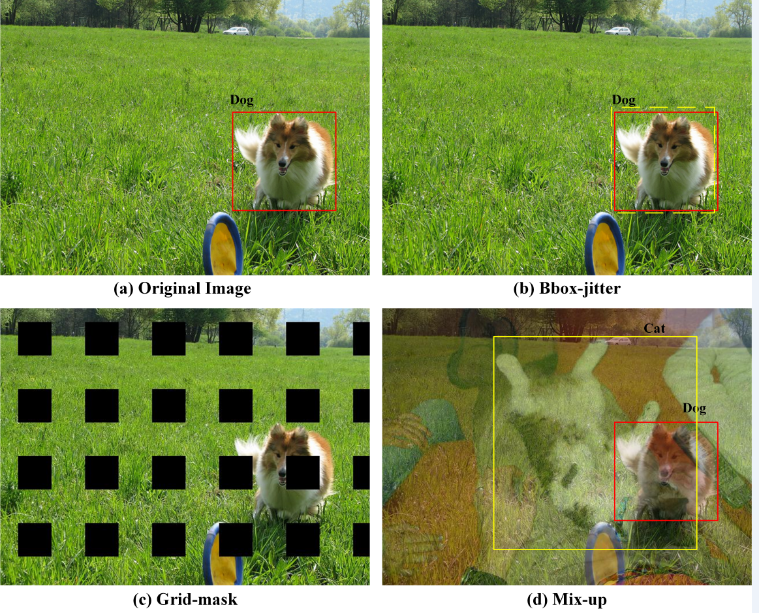 Dog
Dog
(a) Original Image
(b) Bbox-jitter
Cat
Dog
(c) Grid-mask
(d) Mix-up